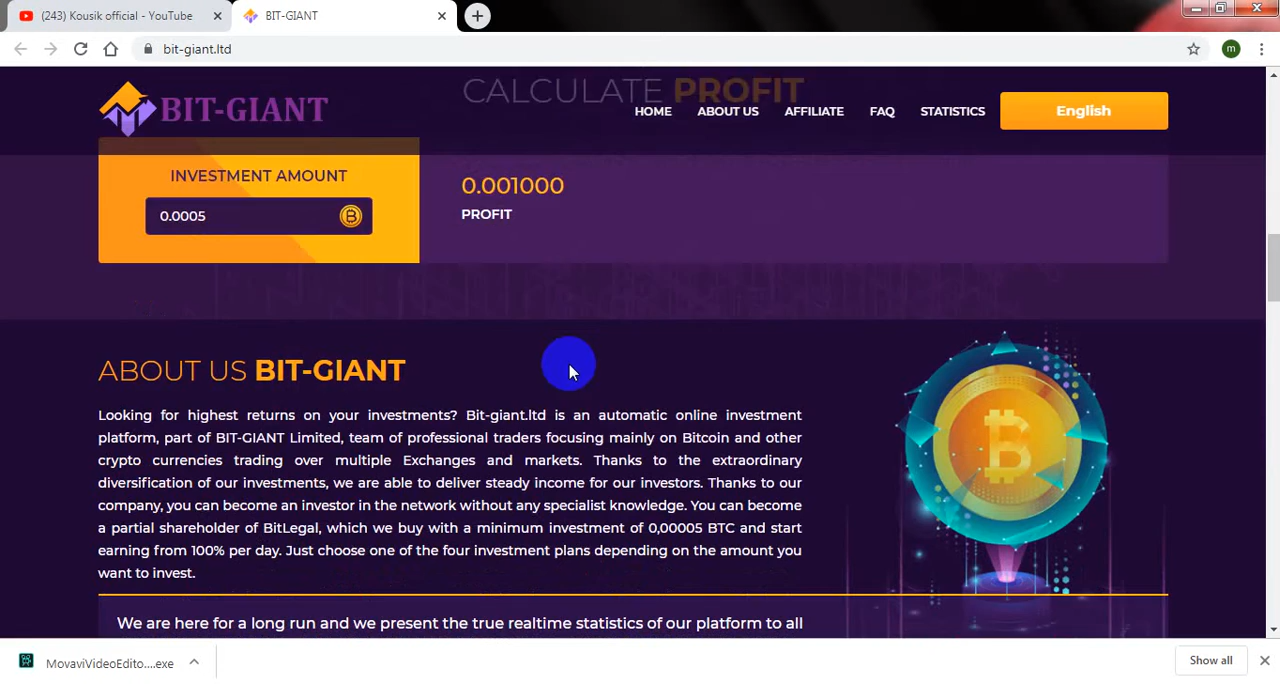 (243) Kousik official - YouTube
BIT-GIANT
bit-giant.ltd
m
CALCULATE PROFIT
BIT-GIANT
HOME
ABOUT US
AFFILIATE
FAQ
STATISTICS
English
INVESTMENT AMOUNT
0.0005
0.001000
PROFIT
ABOUT US BIT-GIANT
Looking for highest returns on your investments? Bit-giant.ltd is an automatic online investment
platform, part of BIT-GIANT Limited, team of professional traders focusing mainly on Bitcoin and other
crypto currencies trading over multiple Exchanges and markets. Thanks to the extraordinary
diversification of our investments, we are able to deliver steady income for our investors. Thanks to our
company, you can become an investor in the network without any specialist knowledge. You can become
a partial shareholder of BitLegal, which we buy with a minimum investment of 0,00005 BTC and start
earning from 100% per day. Just choose one of the four investment plans depending on the amount you
want to invest.
We are here for a long run and we present the true realtime statistics of our platform to all
MovaviVideoEdito....exe
Show all